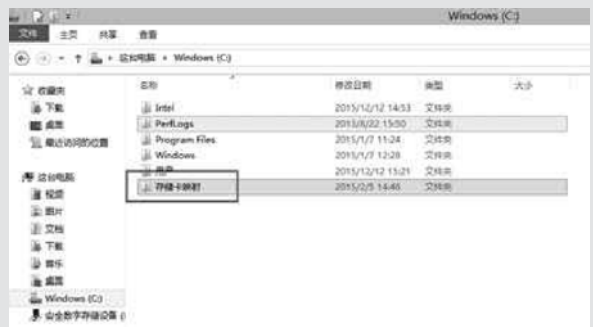 Windows (C:)
文件 主页 共享 查看
这台电脑 Windows (C:)
名称 修改日期 类型 大小
收藏夹
下载
桌面
最近访问的位置
这台电脑
视频
图片
文档
下载
音乐
桌面
Windows (C:)
安全数字存储设备 (
Intel 2015/12/12 14:53 文件夹
PerfLogs 2013/8/22 15:50 文件夹
Program Files 2015/1/7 11:24 文件夹
Windows 2015/1/7 12:28 文件夹
用户 2015/12/12 15:21 文件夹
存储卡映射 2015/2/5 14:46 文件夹